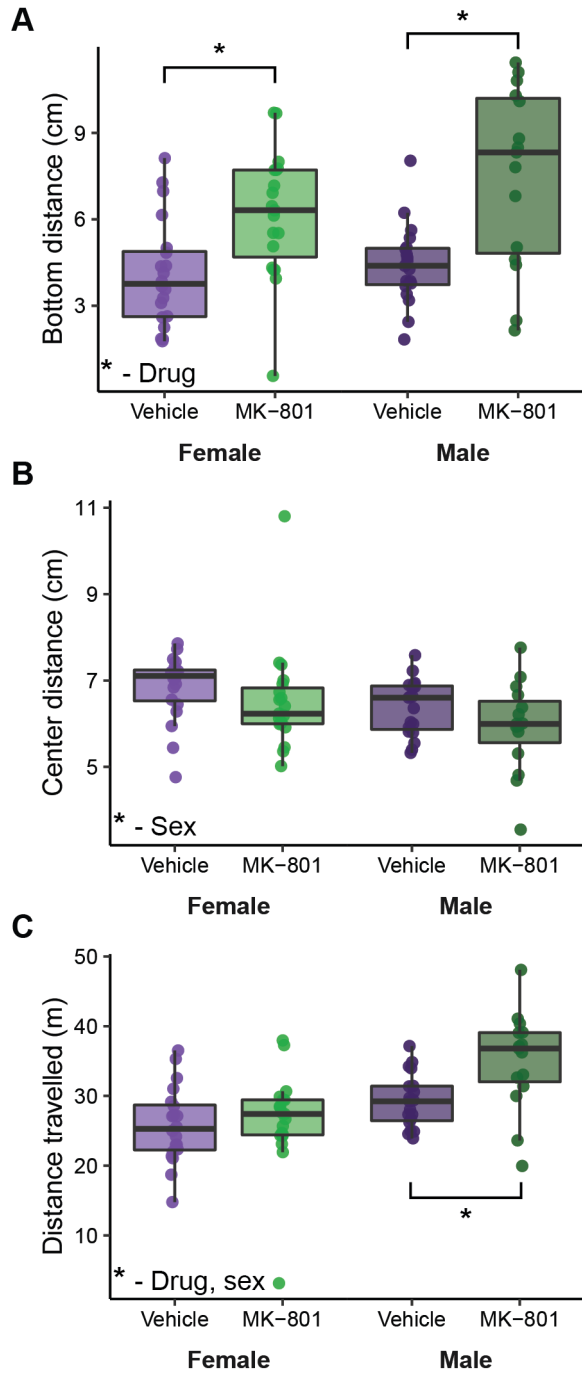 A
Bottom distance (cm)
9
6
3
*
*
* - Drug
Vehicle MK−801 Vehicle MK−801
Female Male
B
Center distance (cm)
11
9
7
5
* - Sex
Vehicle MK−801 Vehicle MK−801
Female Male
C
Distance travelled (m)
50
40
30
20
10
*
* - Drug, sex
Vehicle MK−801 Vehicle MK−801
Female Male